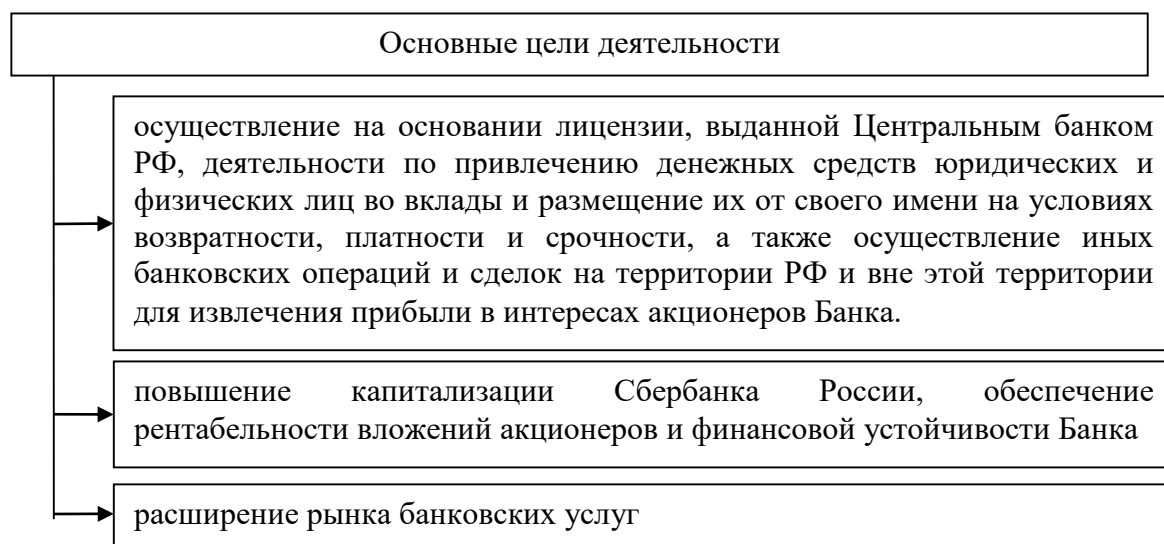 Основные цели деятельности
осуществление на основании лицензии, выданной Центральным банком
РФ, деятельности по привлечению денежных средств юридических и
физических лиц во вклады и размещение их от своего имени на условиях
возвратности, платности и срочности, а также осуществление иных
банковских операций и сделок на территории РФ и вне этой территории
для извлечения прибыли в интересах акционеров Банка.
повышение капитализации Сбербанка России, обеспечение
рентабельности вложений акционеров и финансовой устойчивости Банка
расширение рынка банковских услуг